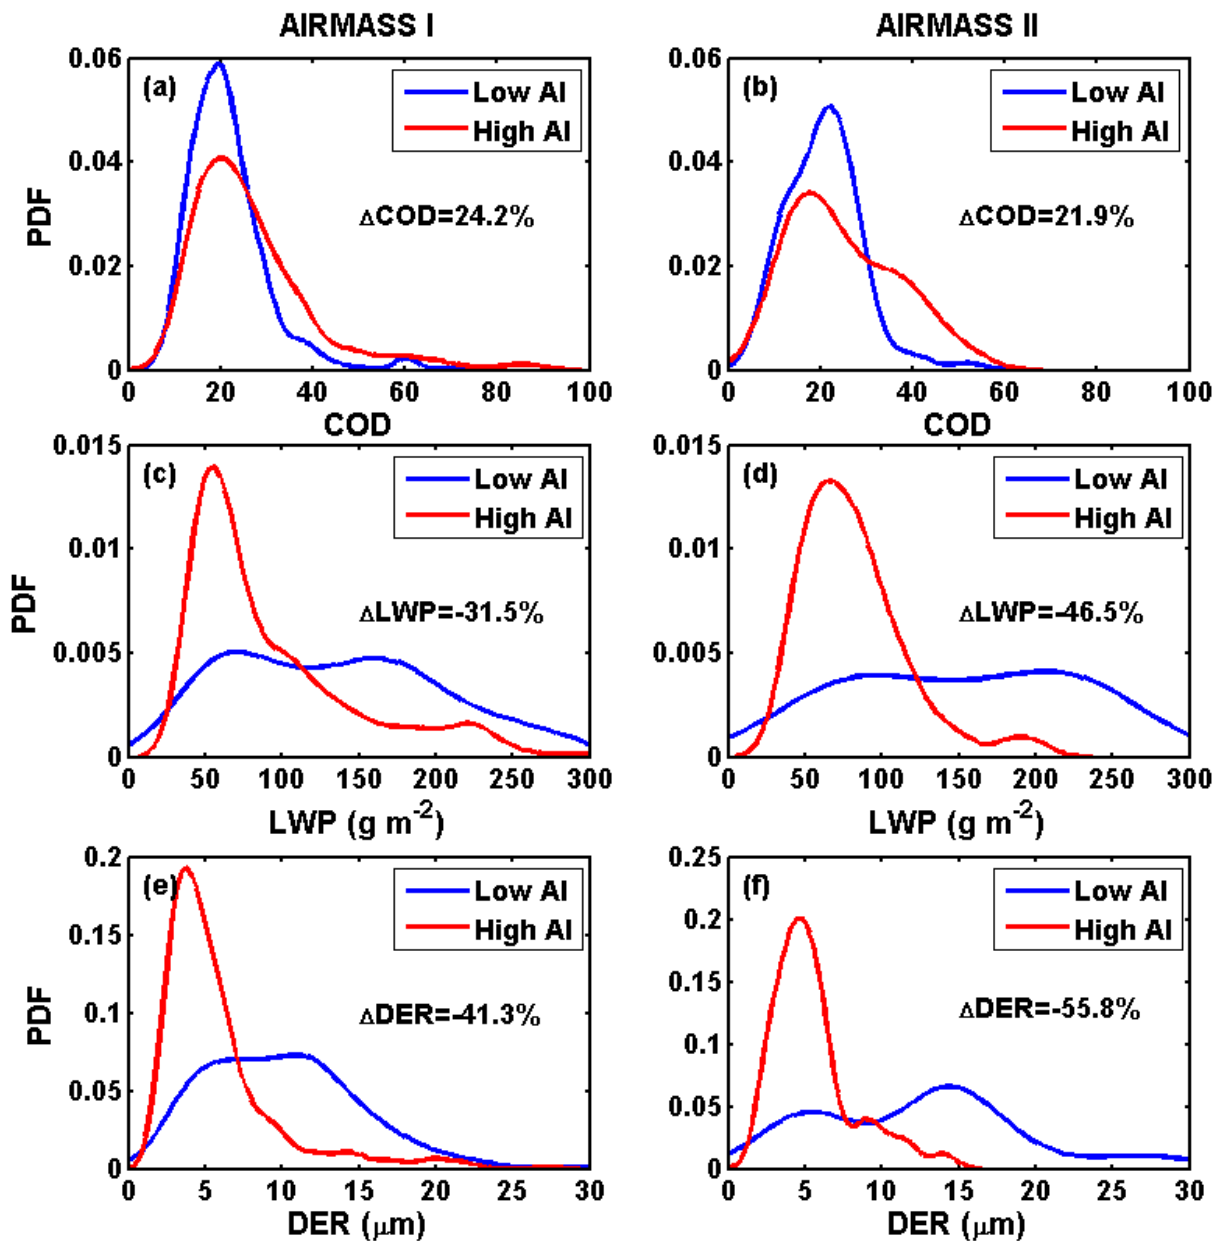 AIRMASS I
AIRMASS II
(a)
Low AI
High AI
ΔCOD=24.2%
PDF
0.06
0.04
0.02
0
0 20 40 60 80 100
COD
(b)
Low AI
High AI
ΔCOD=21.9%
0.06
0.04
0.02
0
0 20 40 60 80 100
COD
(c)
Low AI
High AI
ΔLWP=-31.5%
PDF
0.015
0.01
0.005
0
0 50 100 150 200 250 300
LWP (g m-2)
(d)
Low AI
High AI
ΔLWP=-46.5%
0.015
0.01
0.005
0
0 50 100 150 200 250 300
LWP (g m-2)
(e)
Low AI
High AI
ΔDER=-41.3%
PDF
0.2
0.15
0.1
0.05
0
0 5 10 15 20 25 30
DER (μm)
(f)
Low AI
High AI
ΔDER=-55.8%
0.25
0.2
0.15
0.1
0.05
0
0 5 10 15 20 25 30
DER (μm)